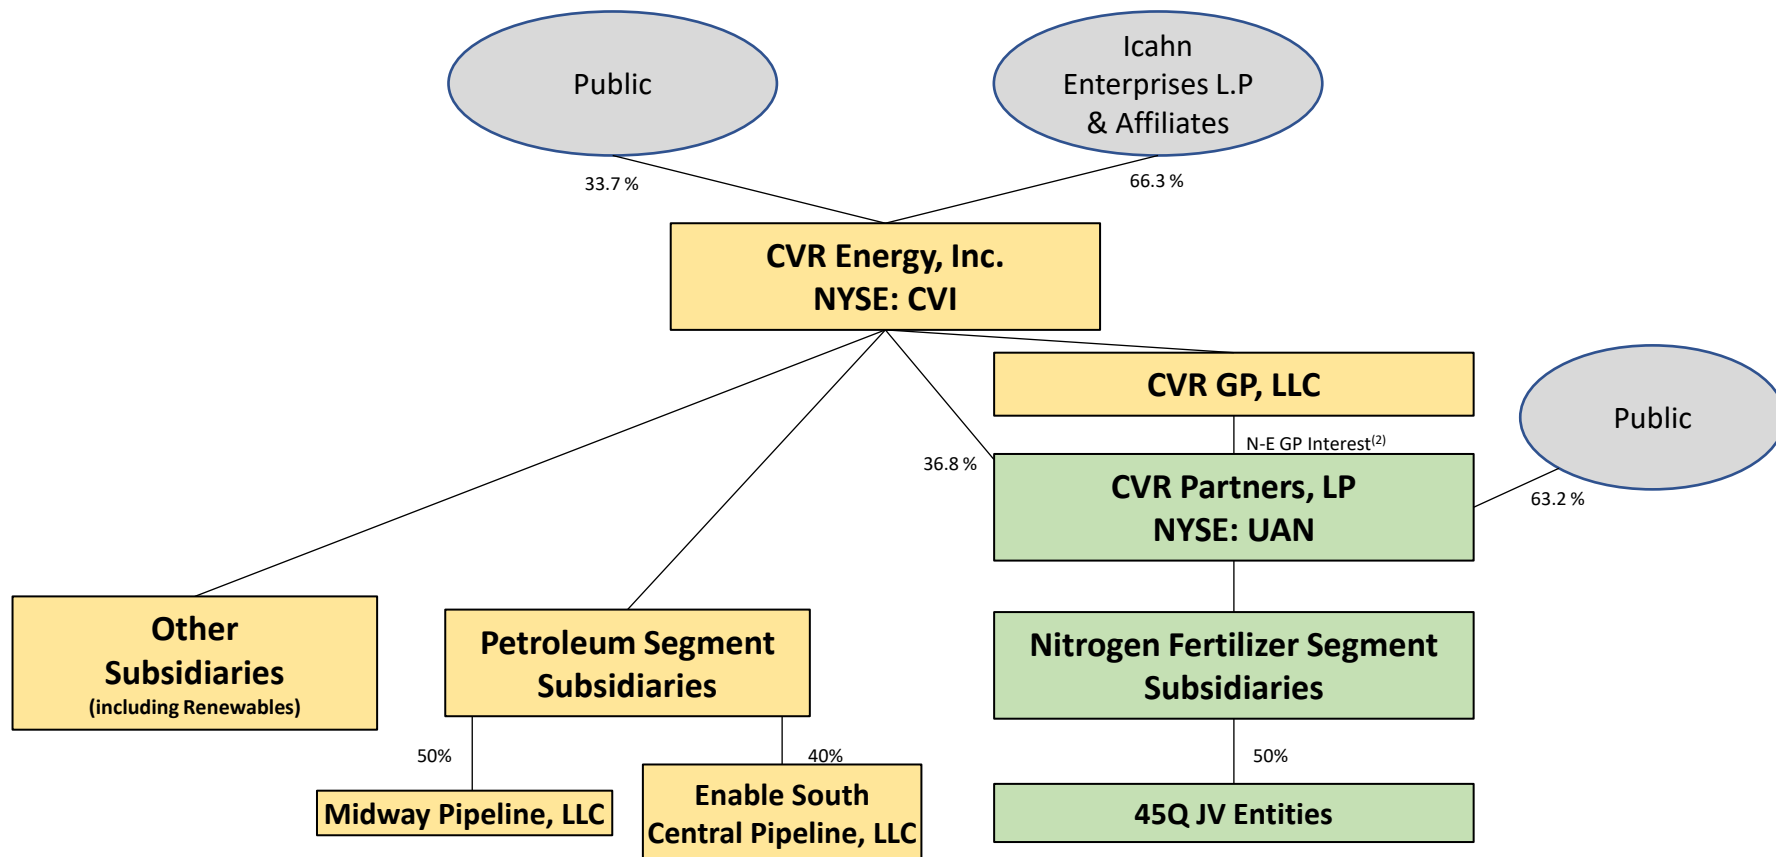 Public
Icahn
Enterprises L.P
& Affiliates
33.7 %
66.3 %
CVR Energy, Inc.
NYSE: CVI
CVR GP, LLC
Public
N-E GP Interest(2)
36.8 %
CVR Partners, LP
NYSE: UAN
63.2 %
Other
Subsidiaries
(including Renewables)
Petroleum Segment
Subsidiaries
Nitrogen Fertilizer Segment
Subsidiaries
50%
40%
50%
Midway Pipeline, LLC
Enable South
Central Pipeline, LLC
45Q JV Entities